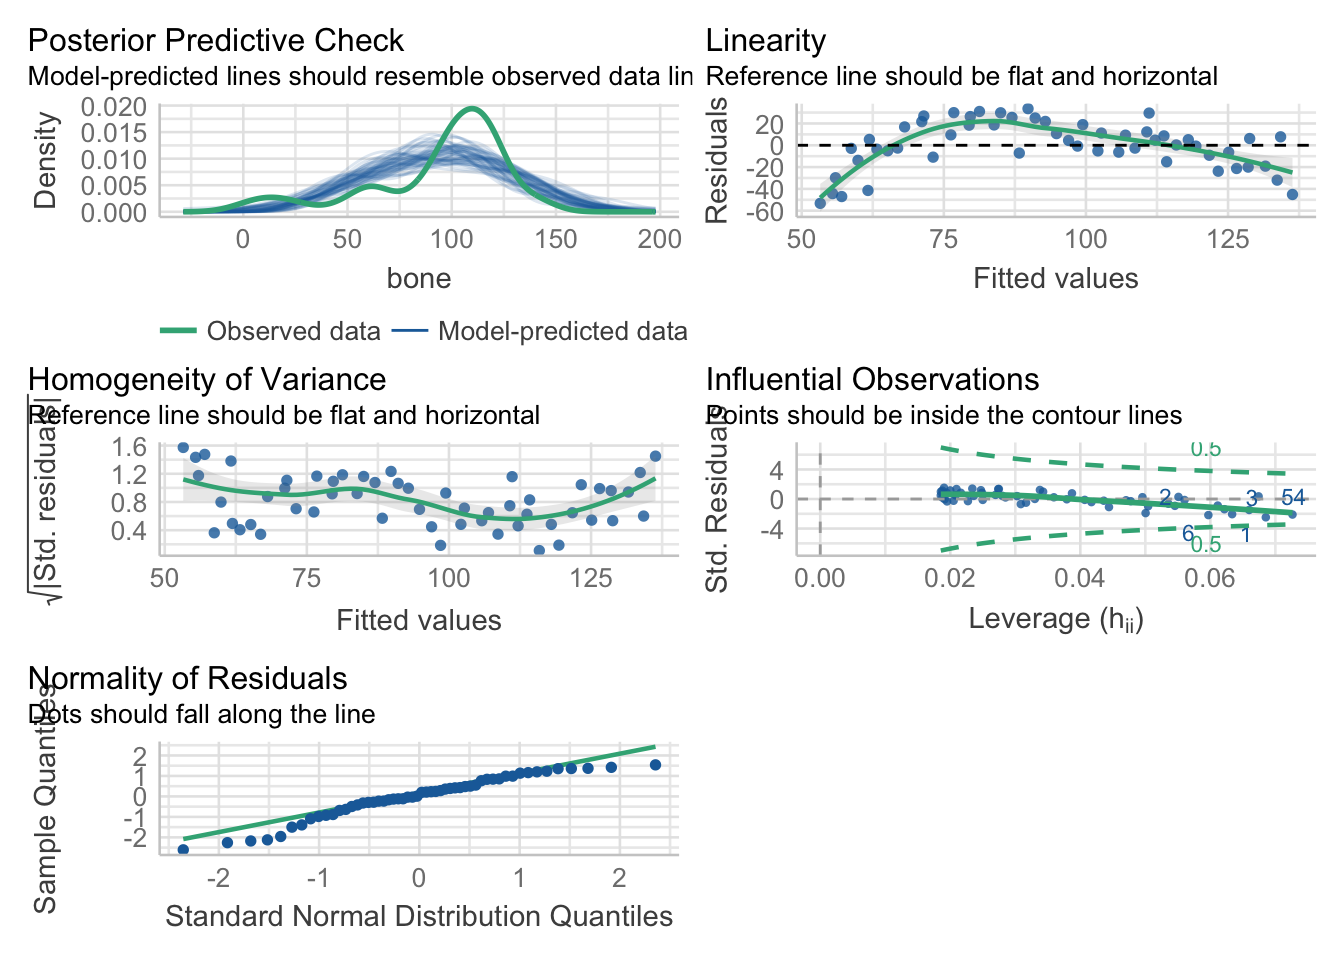 Posterior Predictive Check
Model-predicted lines should resemble observed data lin
Density
0.020
0.015
0.010
0.005
0.000
0 50 100 150 200
bone
Observed data Model-predicted data
Linearity
Reference line should be flat and horizontal
Residuals
20
0
-20
-40
-60
50 75 100 125
Fitted values
Homogeneity of Variance
Reference line should be flat and horizontal
√|Std. residuals|
1.6
1.2
0.8
0.4
50 75 100 125
Fitted values
Influential Observations
Points should be inside the contour lines
Std. Residuals
4
0
-4
0.5
2 3 54
6 1
0.5
0.00 0.02 0.04 0.06
Leverage (hii)
Normality of Residuals
Dots should fall along the line
Sample Quantiles
2
1
0
-1
-2
-2 -1 0 1 2
Standard Normal Distribution Quantiles